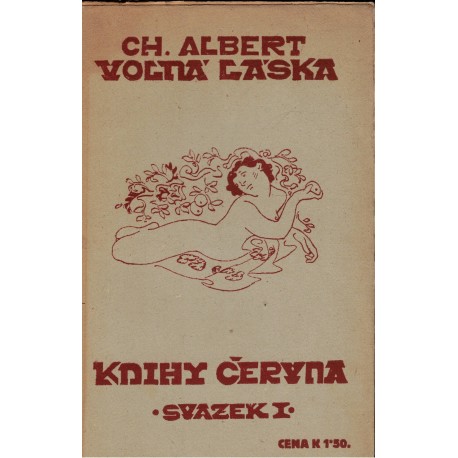 CH. ALBERT
VOLNÁ LÁSKA
KNIHY ČERVNA
·SVAZEK I·
CENA K 1·50.